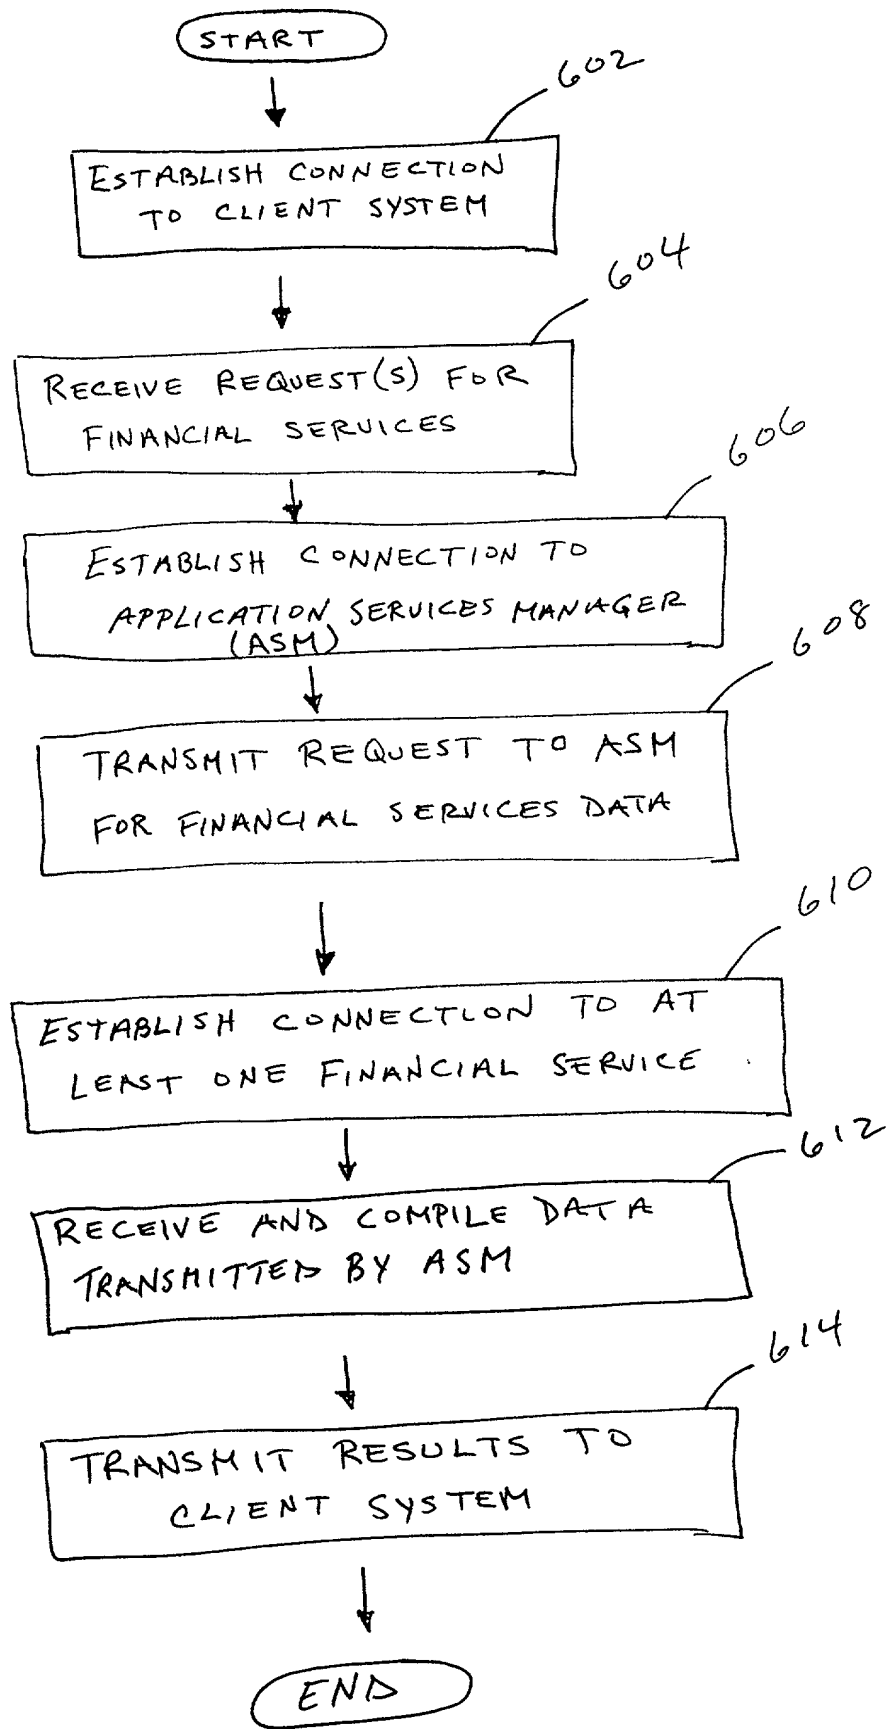 START
602
ESTABLISH CONNECTION
TO CLIENT SYSTEM
604
RECEIVE REQUEST(S) FOR
FINANCIAL SERVICES
606
ESTABLISH CONNECTION TO
APPLICATION SERVICES MANAGER
(ASM)
608
TRANSMIT REQUEST TO ASM
FOR FINANCIAL SERVICES DATA
610
ESTABLISH CONNECTION TO AT
LEAST ONE FINANCIAL SERVICE
612
RECEIVE AND COMPILE DATA
TRANSMITTED BY ASM
614
TRANSMIT RESULTS TO
CLIENT SYSTEM
END